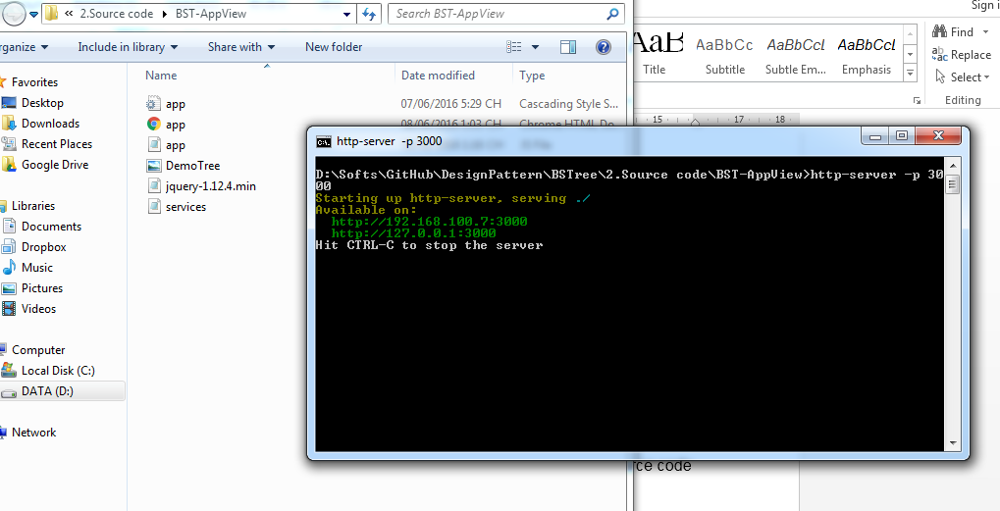 Sign i
« 2.Source code ▸ BST-AppView
Search BST-AppView
rganize
Include in library
Share with
New folder
Name
Date modified
Type
Favorites
Desktop
Downloads
Recent Places
Google Drive
Libraries
Documents
Dropbox
Music
Pictures
Videos
Computer
Local Disk (C:)
DATA (D:)
Network
app 07/06/2016 5:29 CH Cascading Style S...
app 08/06/2016 1:03 CH Chrome HTML Do
app
DemoTree
jquery-1.12.4.min
services
AaB AaBbCc AaBbCcL AaBbCcL
Title Subtitle Subtle Em... Emphasis
Find
Replace
Select
Editing
15 17 18
http-server -p 3000
D:\Softs\GitHub\DesignPattern\BSTree\2.Source code\BST-AppView>http-server -p 30
00
Starting up http-server, serving ./
Available on:
http://192.168.100.7:3000
http://127.0.0.1:3000
Hit CTRL-C to stop the server
rce code